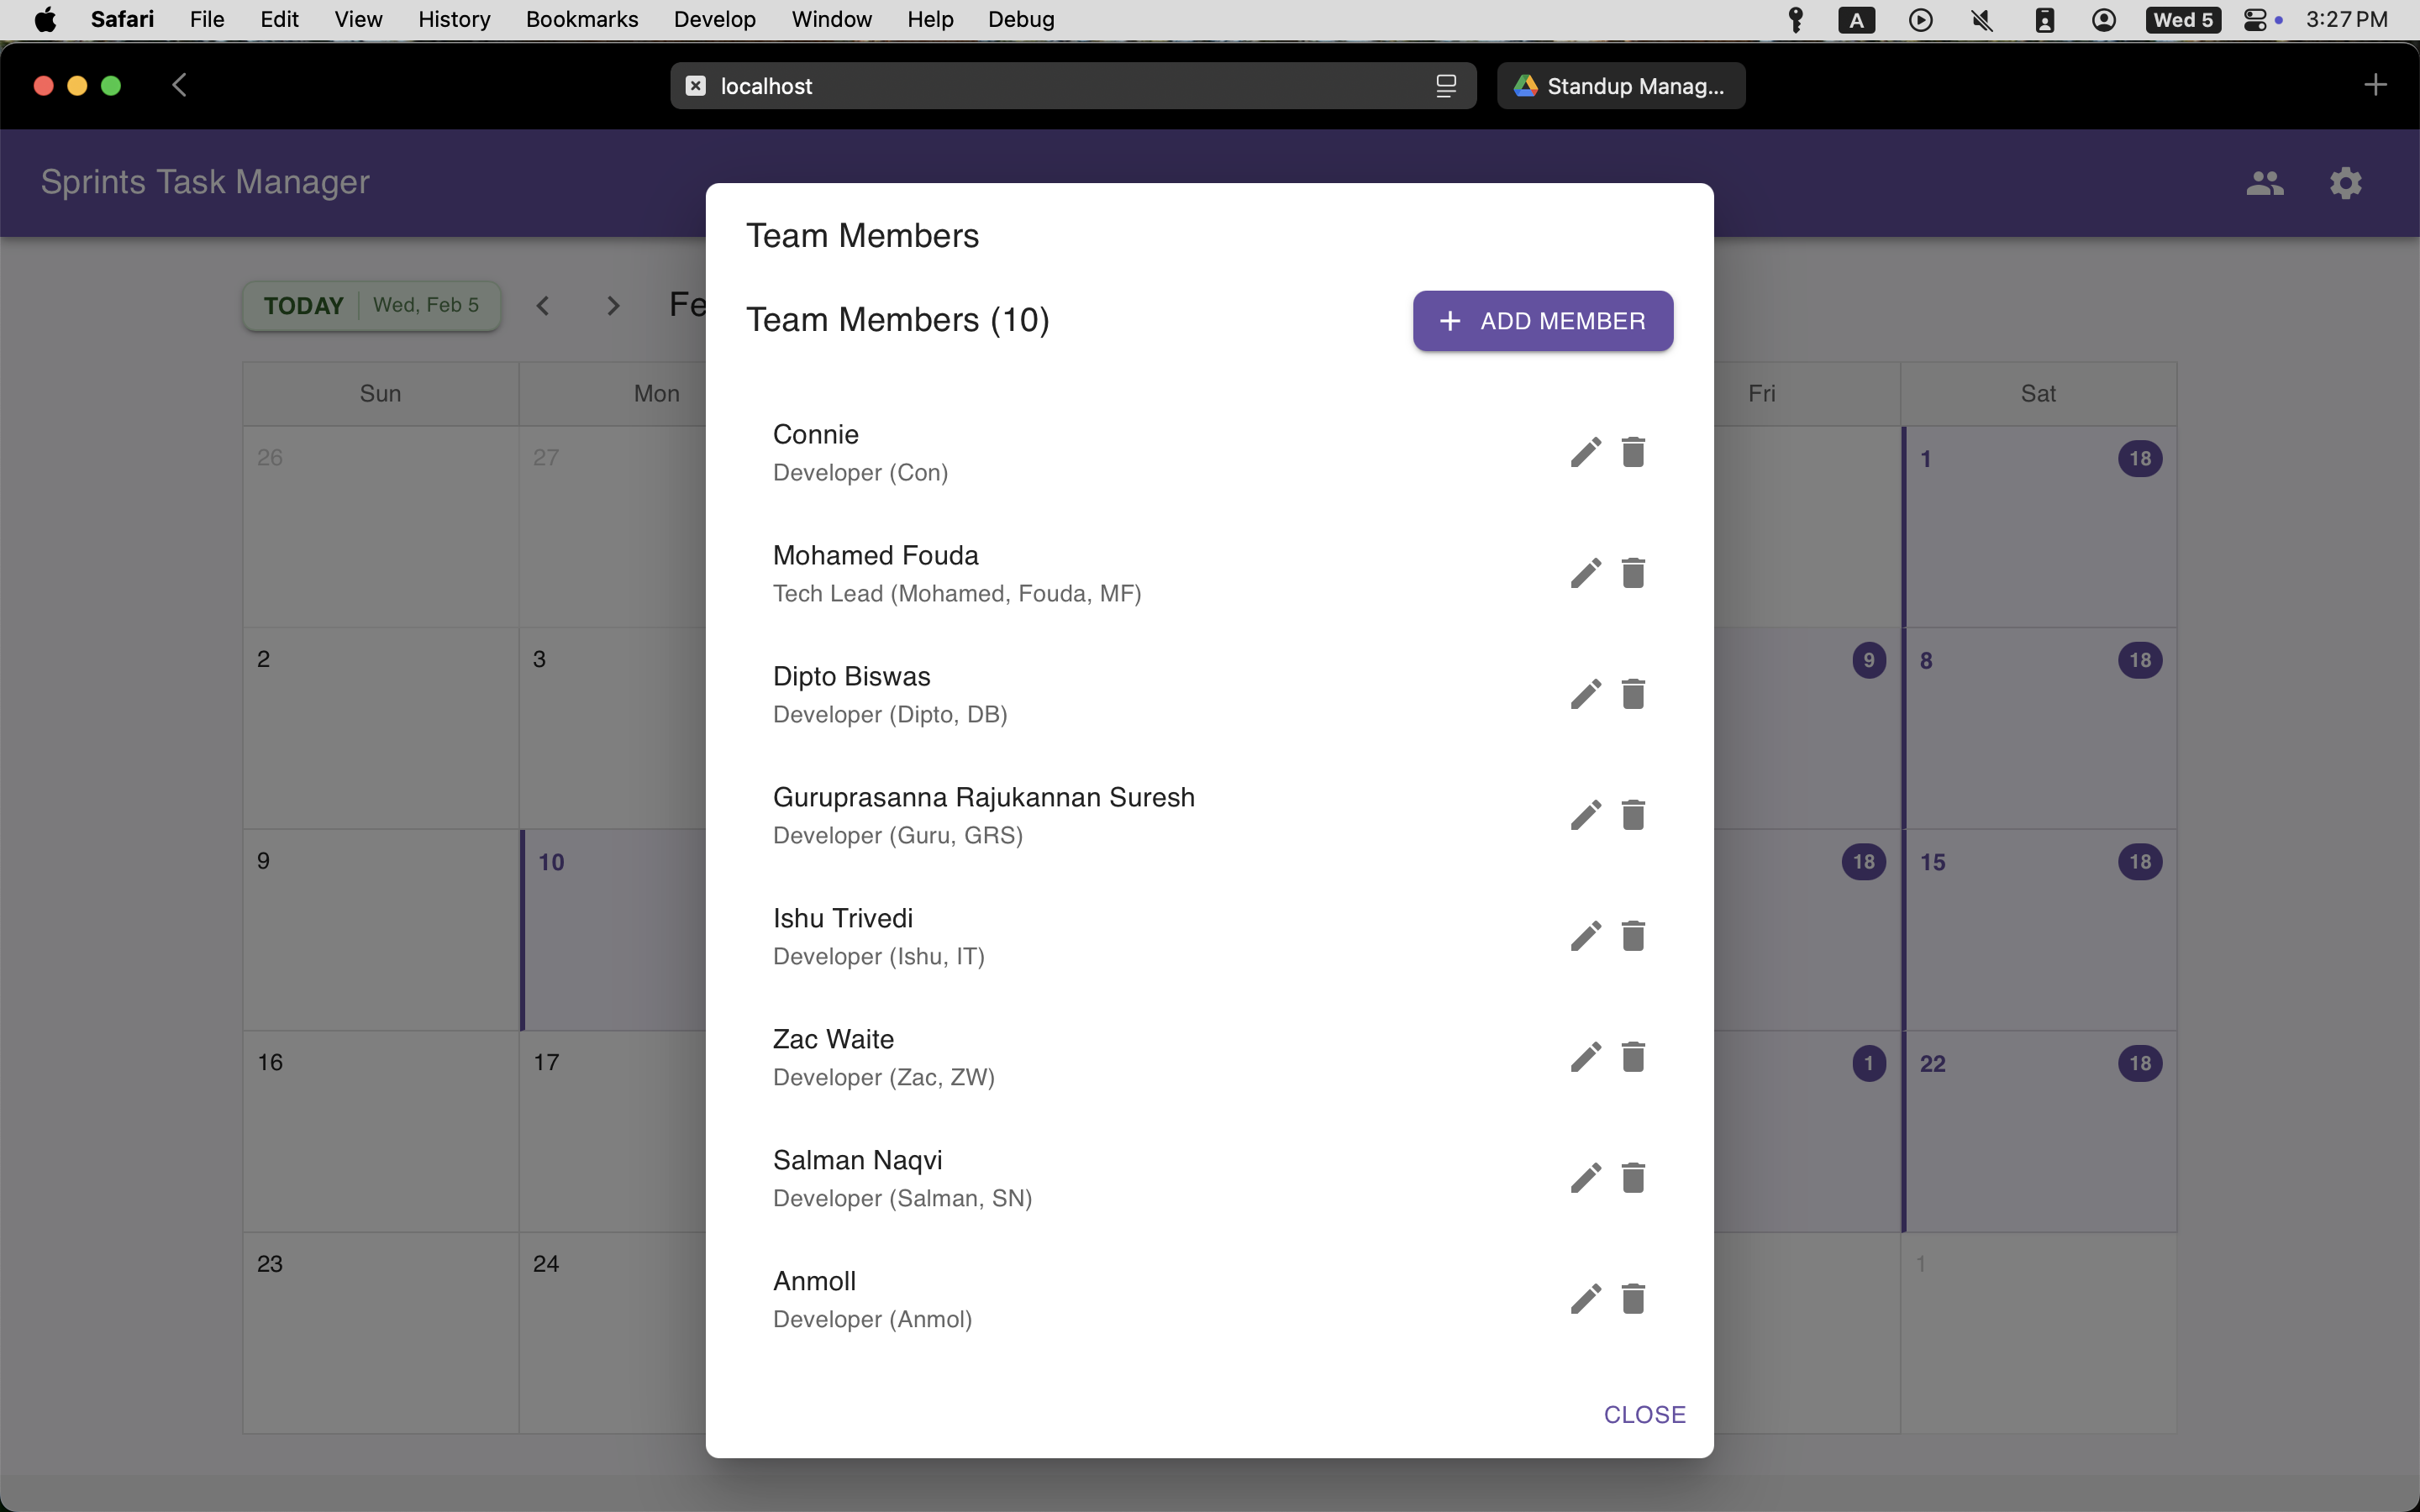 Safari File Edit View History Bookmarks Develop Window Help Debug A Wed 5 3:27 PM
localhost Standup Manag...
Sprints Task Manager
Team Members
Team Members (10) ADD MEMBER
TODAY Wed, Feb 5 Fe
Sun Mon Fri Sat
Connie
Developer (Con)
Mohamed Fouda
Tech Lead (Mohamed, Fouda, MF)
Dipto Biswas
Developer (Dipto, DB)
Guruprasanna Rajukannan Suresh
Developer (Guru, GRS)
Ishu Trivedi
Developer (Ishu, IT)
Zac Waite
Developer (Zac, ZW)
Salman Naqvi
Developer (Salman, SN)
Anmoll
Developer (Anmol)
CLOSE
26 27 1 18
2 3 9 8 18
9 10 18 15 18
16 17 1 22 18
23 24 1